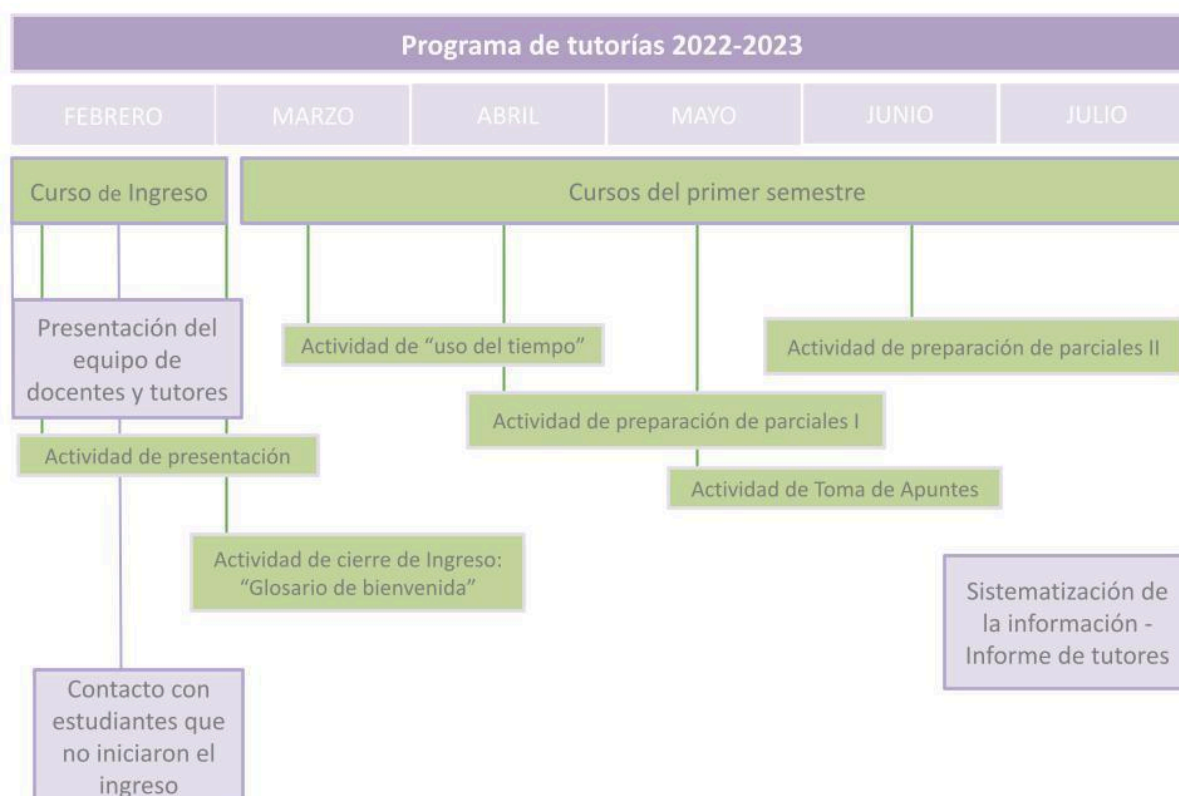 Programa de tutorías 2022-2023
FEBRERO
MARZO
ABRIL
MAYO
JUNIO
JULIO
Curso de Ingreso
Cursos del primer semestre
Presentación del
equipo de
docentes y tutores
Actividad de “uso del tiempo”
Actividad de preparación de parciales II
Actividad de preparación de parciales I
Actividad de presentación
Actividad de Toma de Apuntes
Actividad de cierre de Ingreso:
“Glosario de bienvenida”
Sistematización de
la información -
Informe de tutores
Contacto con
estudiantes que
no iniciaron el
ingreso